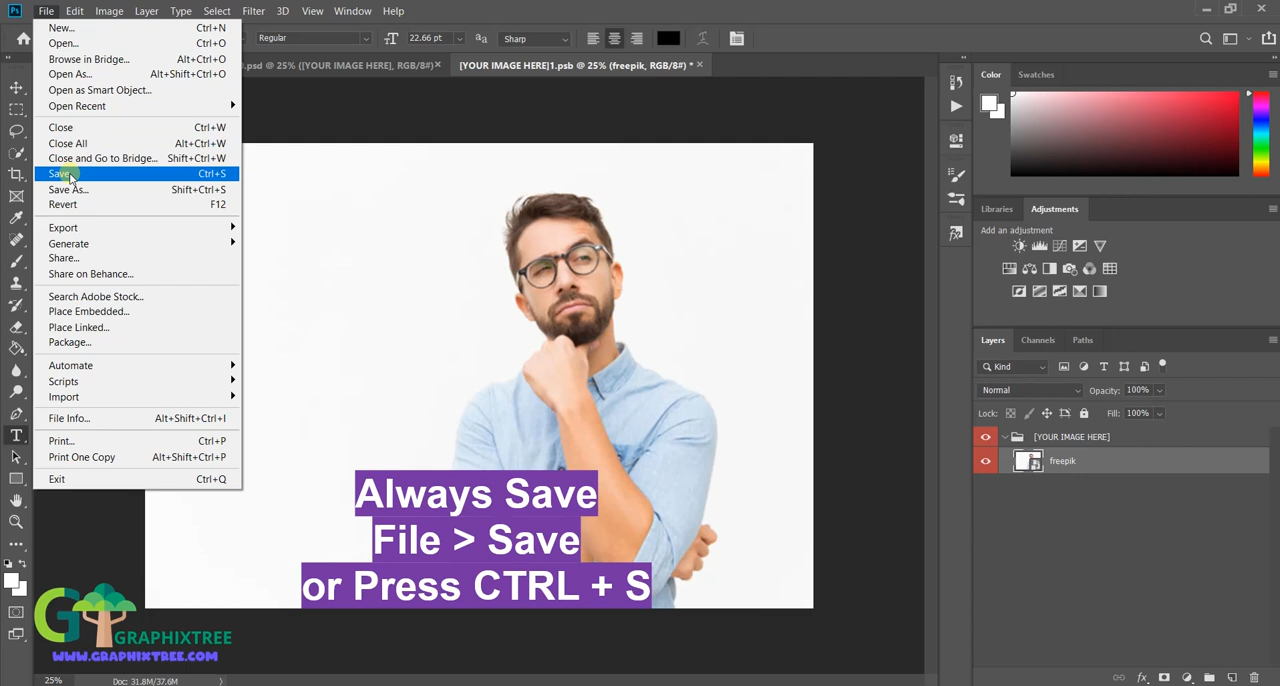 Ps File Edit Image Layer Type Select Filter 3D View Window Help
Regular 22.66 pt Sharp
l.psd @ 25% ([YOUR IMAGE HERE], RGB/8#) × [YOUR IMAGE HERE]1.psb @ 25% (freepik, RGB/8#) * ×
New... Ctrl+N
Open... Ctrl+O
Browse in Bridge... Alt+Ctrl+O
Open As... Alt+Shift+Ctrl+O
Open as Smart Object...
Open Recent
Close Ctrl+W
Close All Alt+Ctrl+W
Close and Go to Bridge... Shift+Ctrl+W
Save Ctrl+S
Save As... Shift+Ctrl+S
Revert F12
Export
Generate
Share...
Share on Behance...
Search Adobe Stock...
Place Embedded...
Place Linked...
Package...
Automate
Scripts
Import
File Info... Alt+Shift+Ctrl+I
Print... Ctrl+P
Print One Copy Alt+Shift+Ctrl+P
Exit Ctrl+Q
Always Save
File > Save
or Press CTRL + S
GRAPHIXTREE
WWW.GRAPHIXTREE.COM
25% Doc: 31.8M/37.6M
Color Swatches
Libraries Adjustments
Add an adjustment
Layers Channels Paths
Kind
Normal Opacity: 100%
Lock: Fill: 100%
[YOUR IMAGE HERE]
freepik